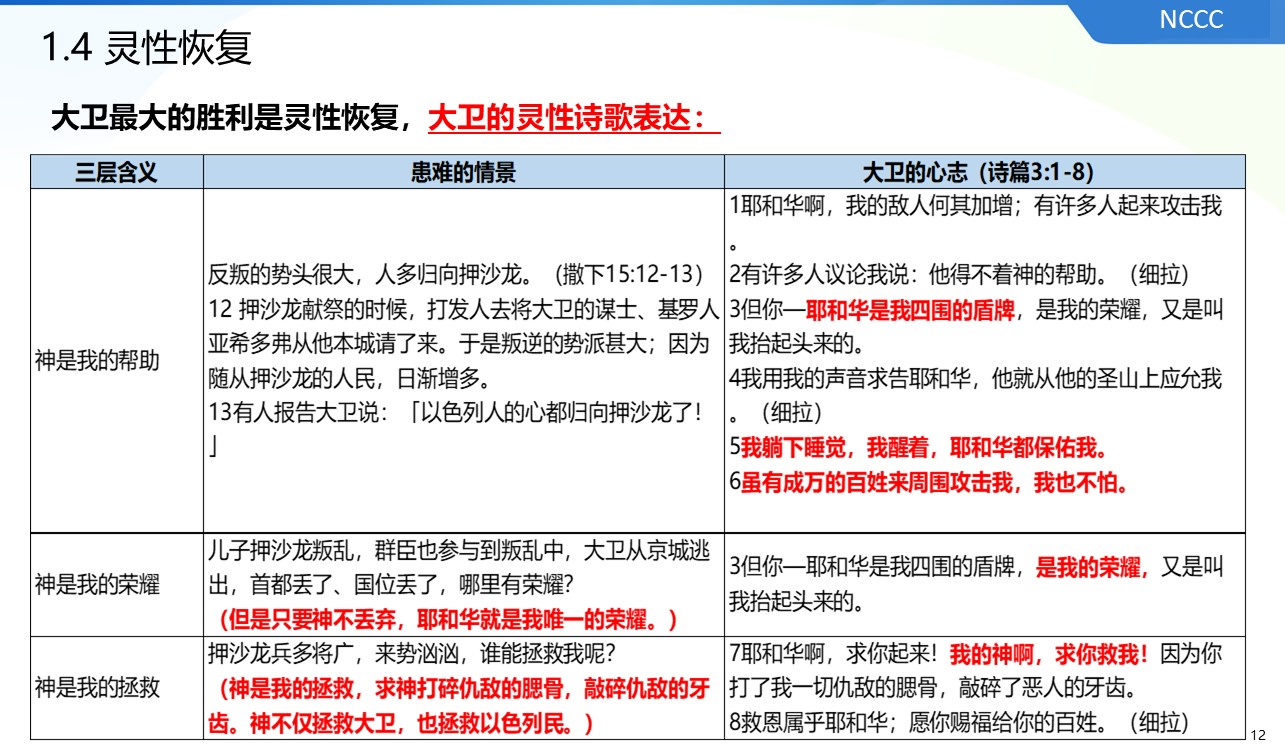 NCCC
1.4 灵性恢复
大卫最大的胜利是灵性恢复，大卫的灵性诗歌表达：
三层含义
患难的情景
大卫的心志（诗篇3:1-8）
神是我的帮助
反叛的势头很大，人多归向押沙龙。（撒下15:12-13）
12 押沙龙献祭的时候，打发人去将大卫的谋士、基罗人
亚希多弗从他本城请了来。于是叛逆的势派甚大；因为
随从押沙龙的人民，日渐增多。
13有人报告大卫说：「以色列人的心都归向押沙龙了！
」
1耶和华啊，我的敌人何其加增；有许多人起来攻击我
。
2有许多人议论我说：他得不着神的帮助。（细拉）
3但你—耶和华是我四围的盾牌，是我的荣耀，又是叫
我抬起头来的。
4我用我的声音求告耶和华，他就从他的圣山上应允我
。（细拉）
5我躺下睡觉，我醒着，耶和华都保佑我。
6虽有成万的百姓来周围攻击我，我也不怕。
神是我的荣耀
儿子押沙龙叛乱，群臣也参与到叛乱中，大卫从京城逃
出，首都丢了、国位丢了，哪里有荣耀？
（但是只要神不丢弃，耶和华就是我唯一的荣耀。）
3但你—耶和华是我四围的盾牌，是我的荣耀，又是叫
我抬起头来的。
神是我的拯救
押沙龙兵多将广，来势汹汹，谁能拯救我呢？
（神是我的拯救，求神打碎仇敌的腮骨，敲碎仇敌的牙
齿。神不仅拯救大卫，也拯救以色列民。）
7耶和华啊，求你起来！我的神啊，求你救我！因为你
打了我一切仇敌的腮骨，敲碎了恶人的牙齿。
8救恩属乎耶和华；愿你赐福给你的百姓。（细拉）
12